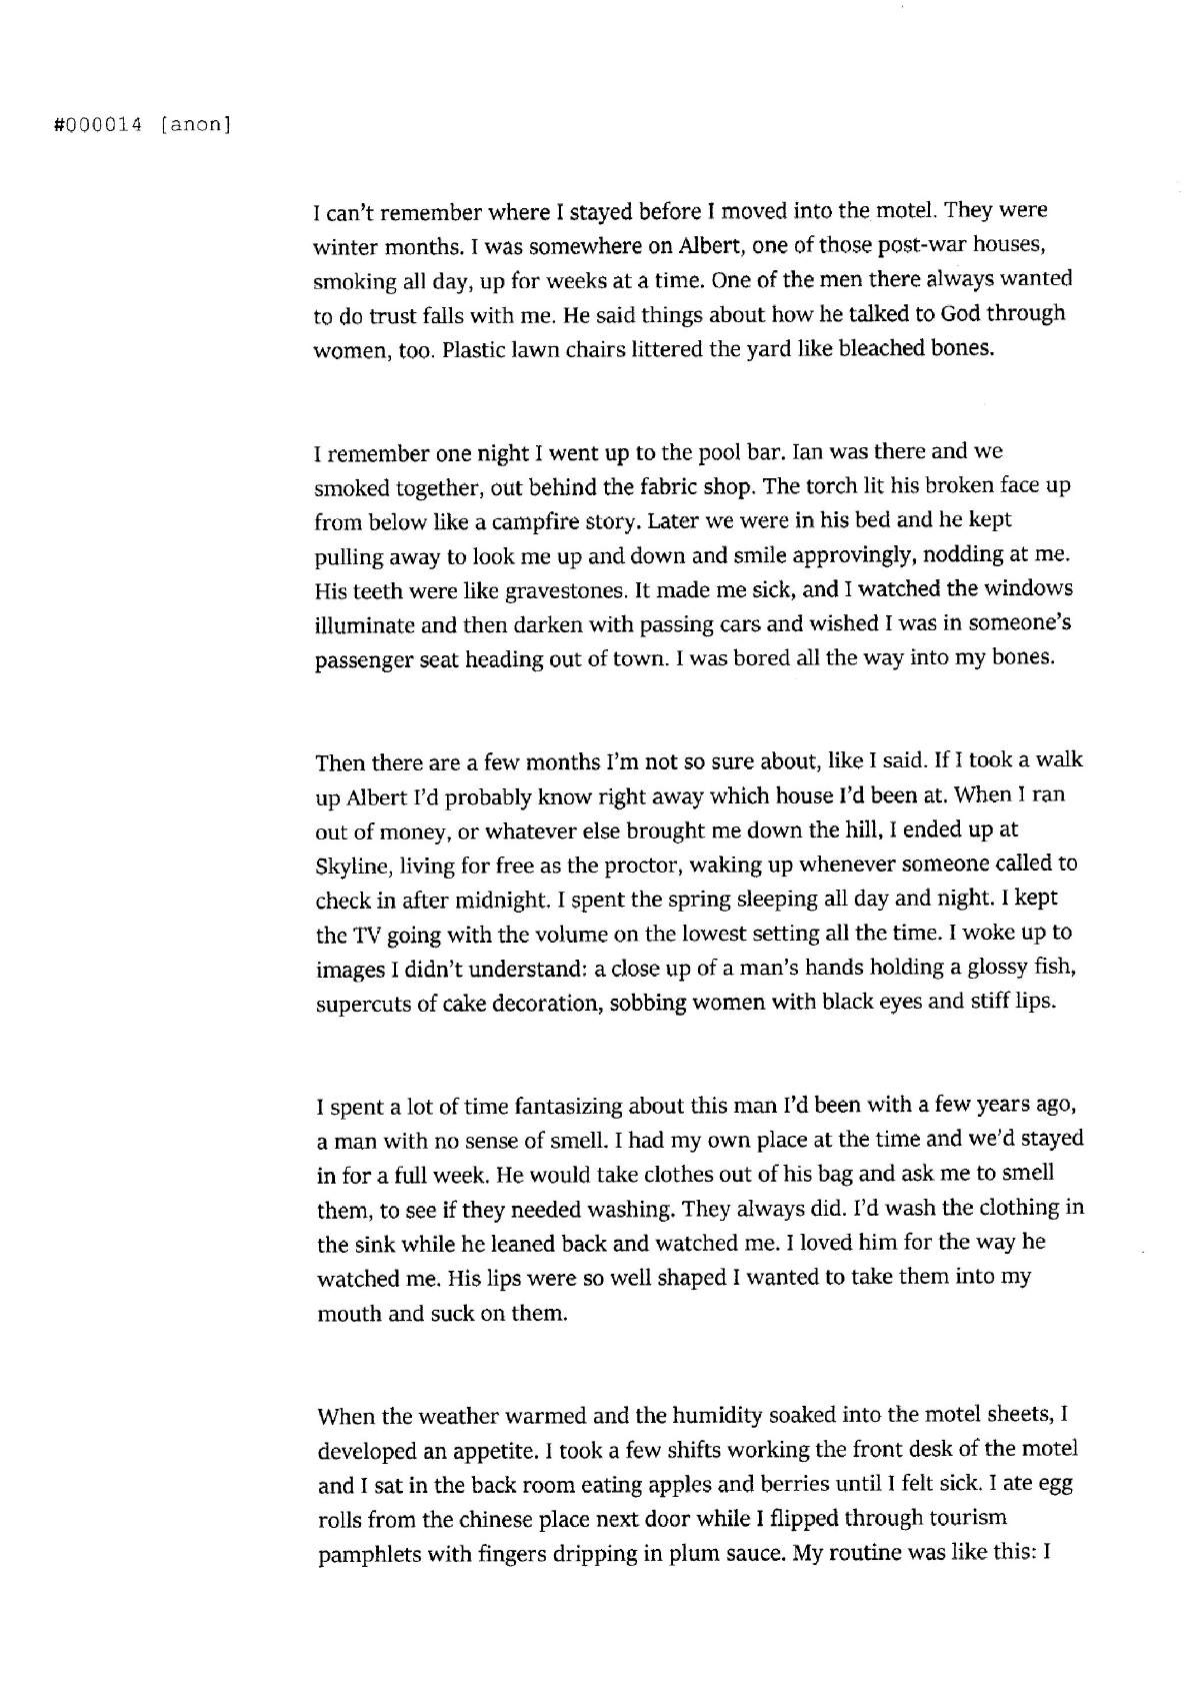 #000014 [anon]
I can't remember where I stayed before I moved into the motel. They were
winter months. I was somewhere on Albert, one of those post-war houses,
smoking all day, up for weeks at a time. One of the men there always wanted
to do trust falls with me. He said things about how he talked to God through
women, too. Plastic lawn chairs littered the yard like bleached bones.
I remember one night I went up to the pool bar. Ian was there and we
smoked together, out behind the fabric shop. The torch lit his broken face up
from below like a campfire story. Later we were in his bed and he kept
pulling away to look me up and down and smile approvingly, nodding at me.
His teeth were like gravestones. It made me sick, and I watched the windows
illuminate and then darken with passing cars and wished I was in someone's
passenger seat heading out of town. I was bored all the way into my bones.
Then there are a few months I'm not so sure about, like I said. If I took a walk
up Albert I'd probably know right away which house I'd been at. When I ran
out of money, or whatever else brought me down the hill, I ended up at
Skyline, living for free as the proctor, waking up whenever someone called to
check in after midnight. I spent the spring sleeping all day and night. I kept
the TV going with the volume on the lowest setting all the time. I woke up to
images I didn't understand: a close up of a man's hands holding a glossy fish,
supercuts of cake decoration, sobbing women with black eyes and stiff lips.
I spent a lot of time fantasizing about this man I'd been with a few years ago,
a man with no sense of smell. I had my own place at the time and we'd stayed
in for a full week. He would take clothes out of his bag and ask me to smell
them, to see if they needed washing. They always did. I'd wash the clothing in
the sink while he leaned back and watched me. I loved him for the way he
watched me. His lips were so well shaped I wanted to take them into my
mouth and suck on them.
When the weather warmed and the humidity soaked into the motel sheets, I
developed an appetite. I took a few shifts working the front desk of the motel
and I sat in the back room eating apples and berries until I felt sick. I ate egg
rolls from the chinese place next door while I flipped through tourism
pamphlets with fingers dripping in plum sauce. My routine was like this: I